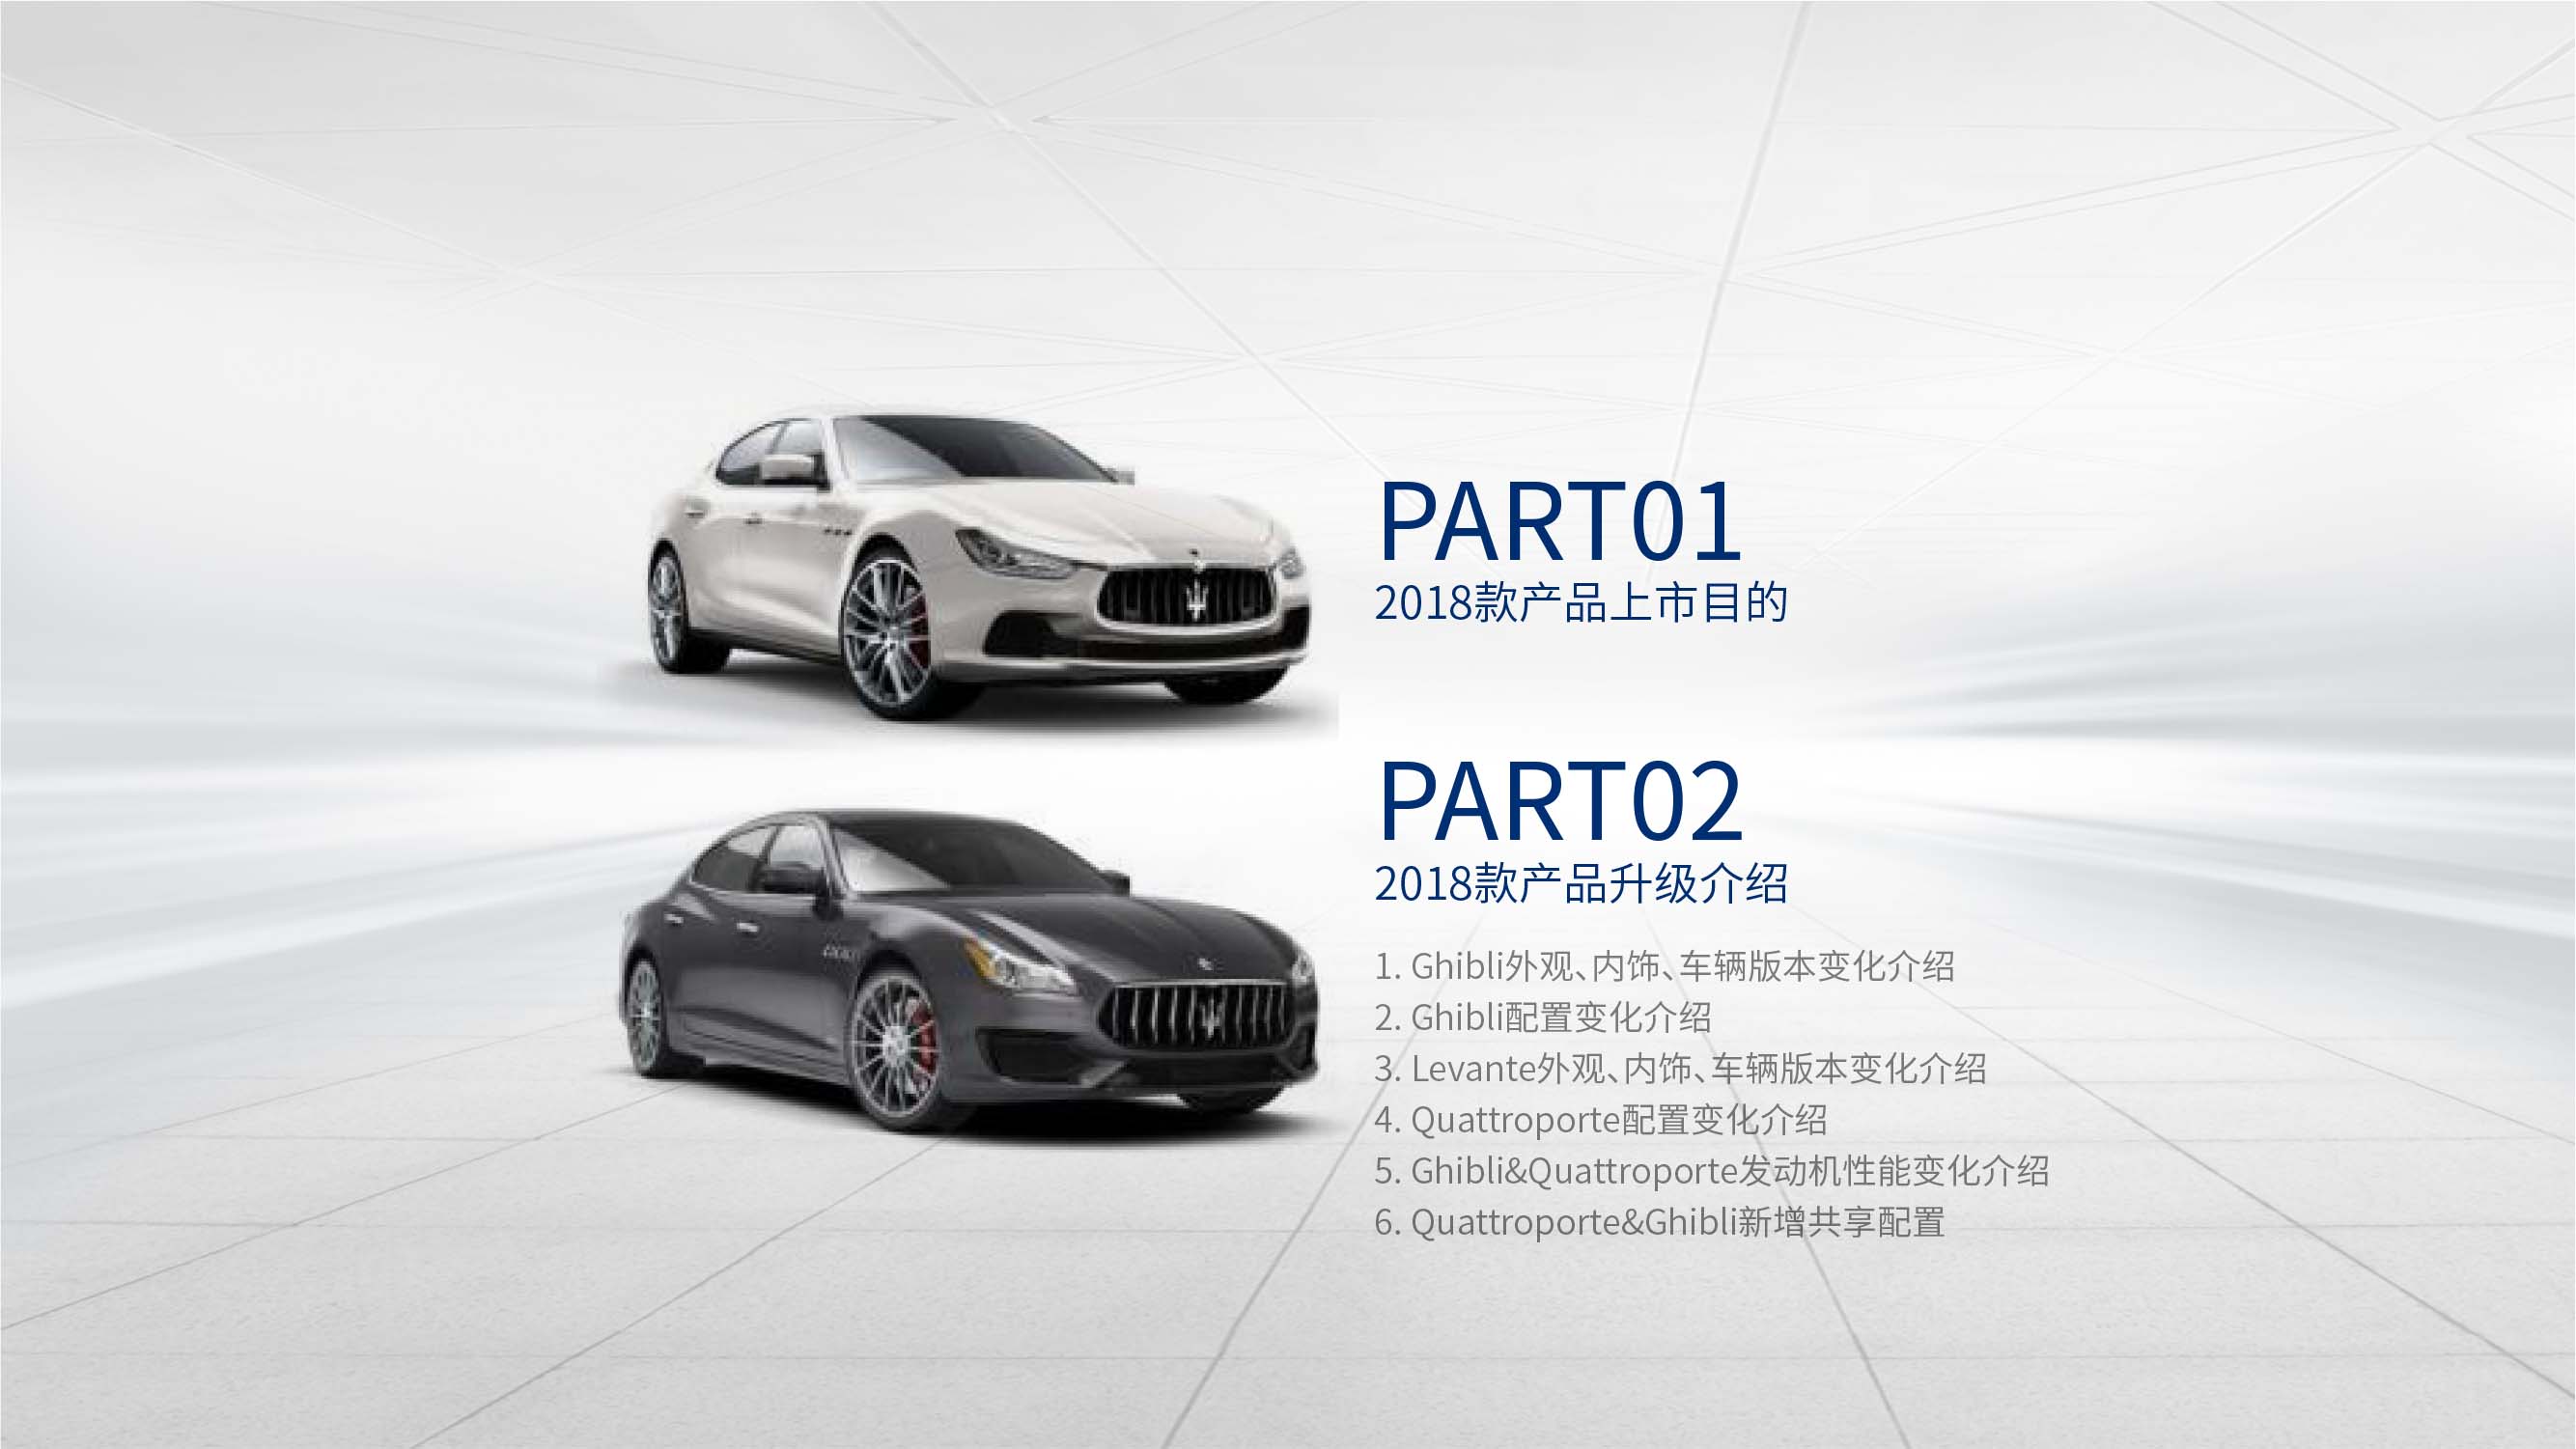 PART01
2018款产品上市目的
PART02
2018款产品升级介绍
1. Ghibli外观、内饰、车辆版本变化介绍
2. Ghibli配置变化介绍
3. Levante外观、内饰、车辆版本变化介绍
4. Quattroporte配置变化介绍
5. Ghibli&Quattroporte发动机性能变化介绍
6. Quattroporte&Ghibli新增共享配置